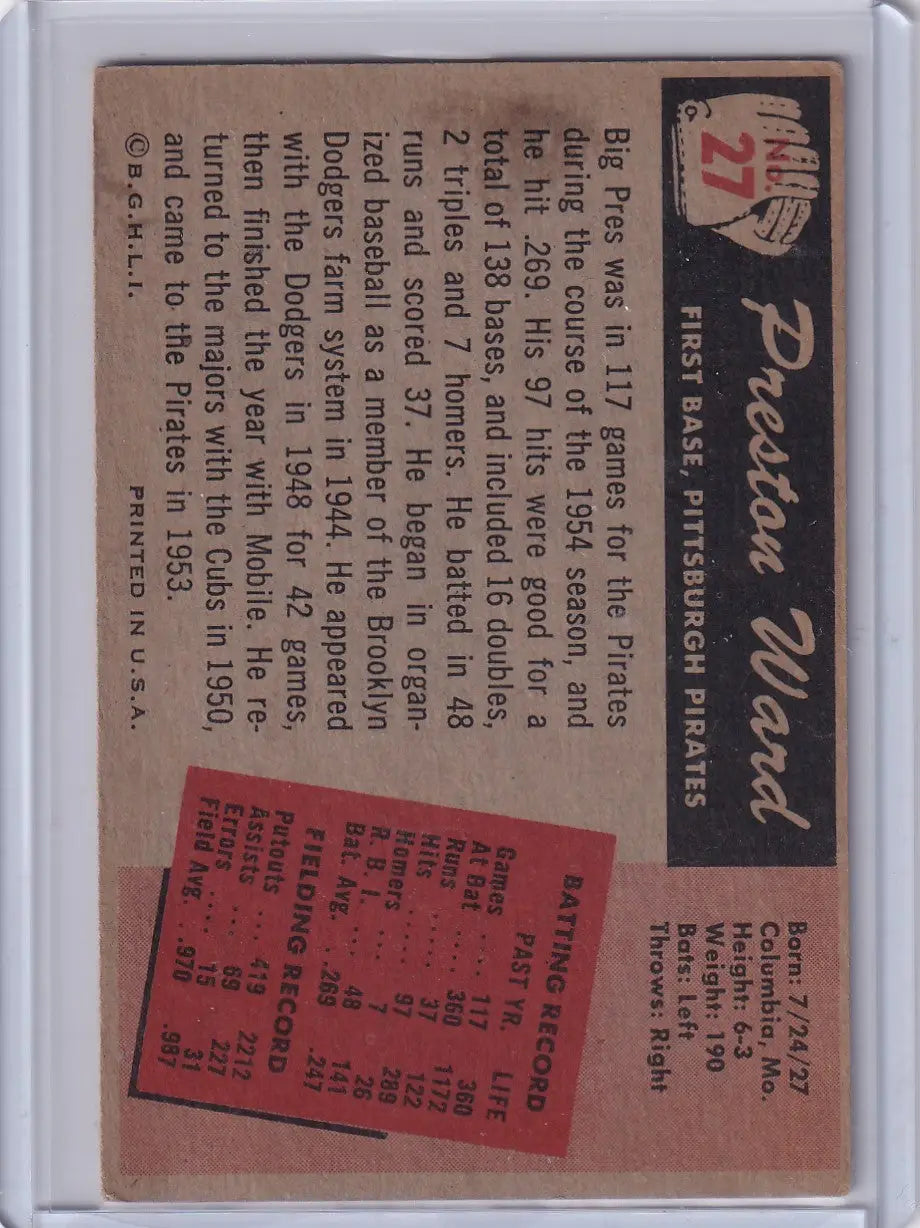 No.
27
Preston Ward
FIRST BASE, PITTSBURGH PIRATES
Born: 7/24/27
Columbia, Mo.
Height: 6-3
Weight: 190
Bats: Left
Throws: Right
Big Pres was in 117 games for the Pirates
during the course of the 1954 season, and
he hit .269. His 97 hits were good for a
total of 138 bases, and included 16 doubles,
2 triples and 7 homers. He batted in 48
runs and scored 37. He began in organ-
ized baseball as a member of the Brooklyn
Dodgers farm system in 1944. He appeared
with the Dodgers in 1948 for 42 games,
then finished the year with Mobile. He re-
turned to the majors with the Cubs in 1950,
and came to the Pirates in 1953.
BATTING RECORD
PAST YR. LIFE
Games .... 117 360
At Bat .... 360 1172
Runs .... 37 122
Hits ..... 97 289
Homers .... 7 26
R. B. I. .... 48 141
Bat. Avg. .. .269 .247
FIELDING RECORD
Putouts ... 419 2212
Assists ... 69 227
Errors ... 15 31
Field Avg. .970 .987
© B.G.H.L.I. PRINTED IN U.S.A.